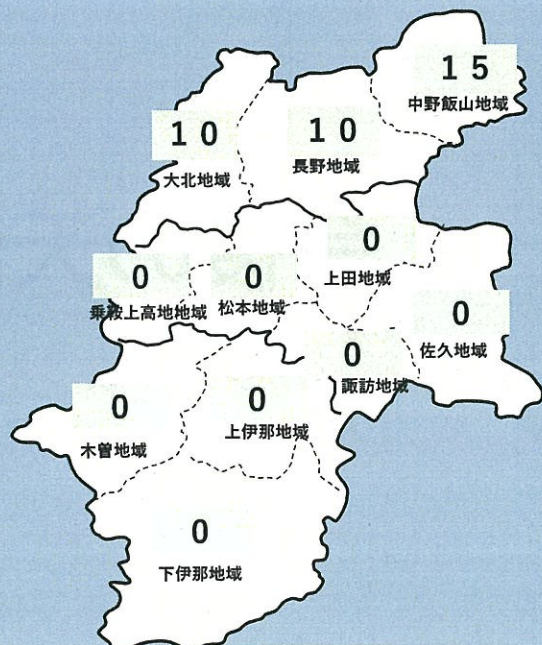 １５
中野飯山地域
１０
大北地域
１０
長野地域
０
上田地域
０
乗鞍上高地地域
０
松本地域
０
佐久地域
０
諏訪地域
０
木曽地域
０
上伊那地域
０
下伊那地域